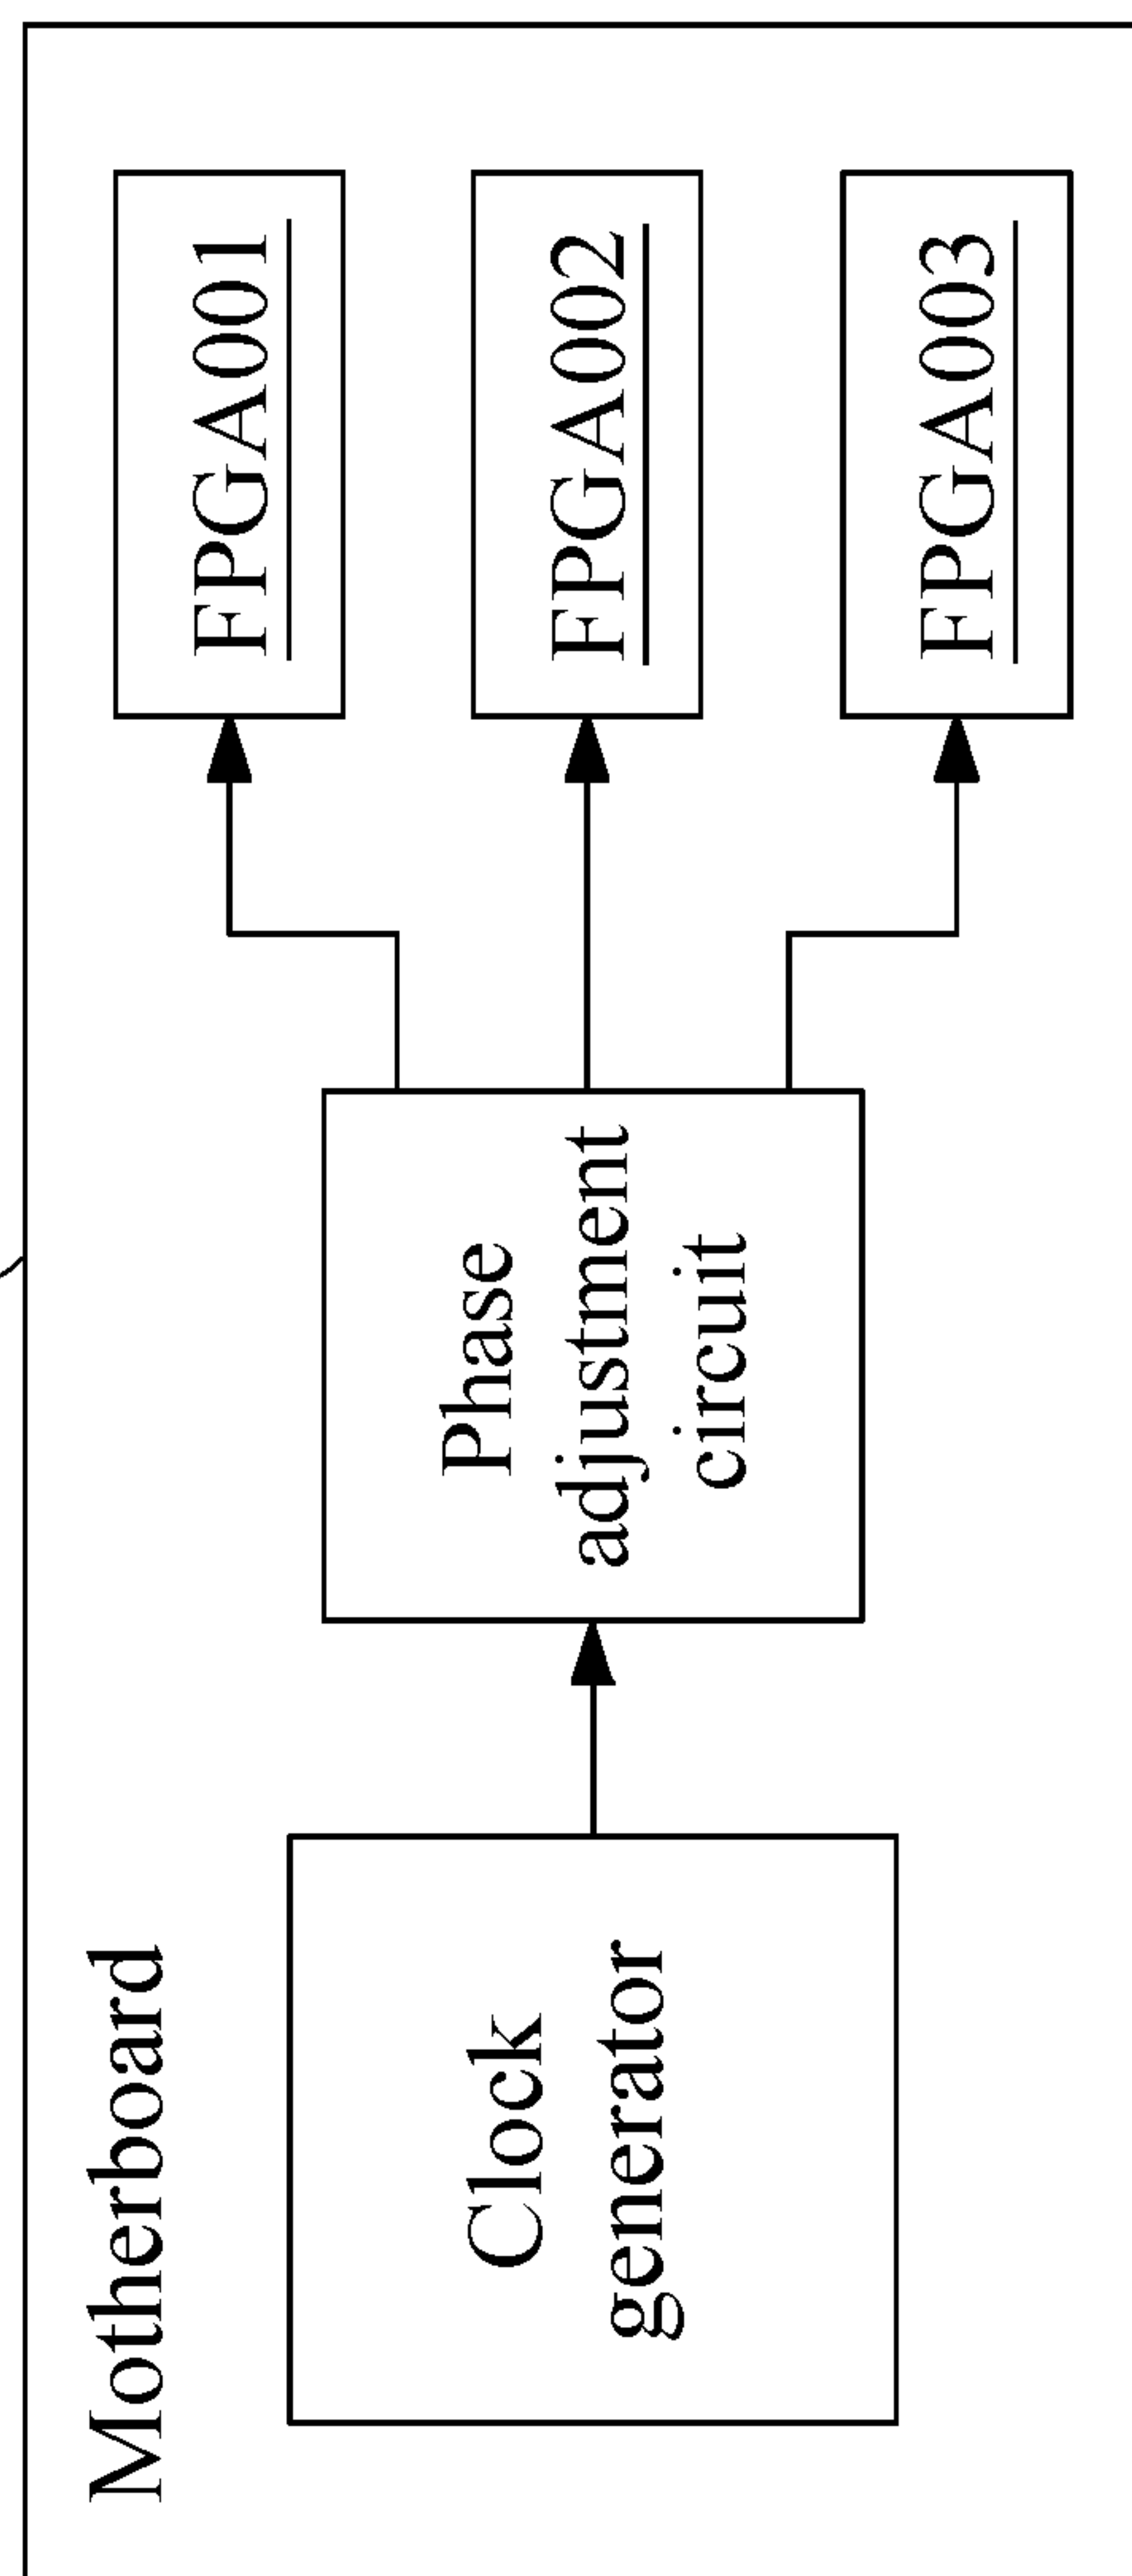 Motherboard
Clock
generator
Phase
adjustment
circuit
FPGA001
FPGA002
FPGA003